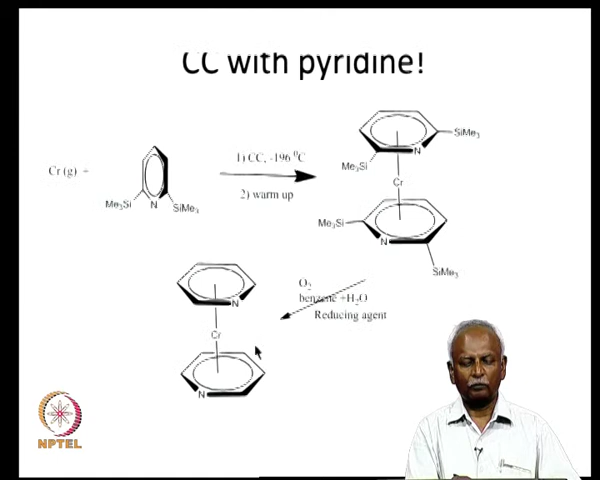 CC with pyridine!
Cr (g) +
Me3Si
N
SiMe3
1) CC, -196 ⁰C
2) warm up
SiMe3
N
Me3Si
Cr
Me3Si
N
SiMe3
O2
benzene +H2O
Reducing agent
N
Cr
N
NPTEL